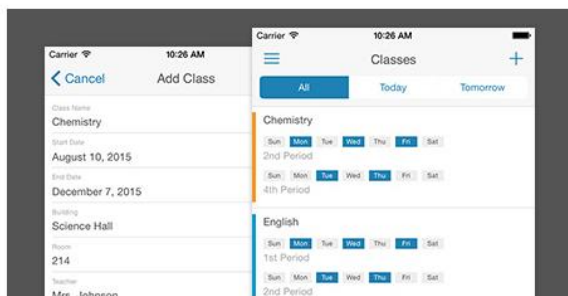 Carrier 10:26 AM
Cancel Add Class
Class Name
Chemistry
Start Date
August 10, 2015
End Date
December 7, 2015
Building
Science Hall
Room
214
Teacher
Mrs. Johnson
Carrier 10:26 AM
Classes
All Today Tomorrow
Chemistry
Sun Mon Tue Wed Thu Fri Sat
2nd Period
Sun Mon Tue Wed Thu Fri Sat
4th Period
English
Sun Mon Tue Wed Thu Fri Sat
1st Period
Sun Mon Tue Wed Thu Fri Sat
2nd Period